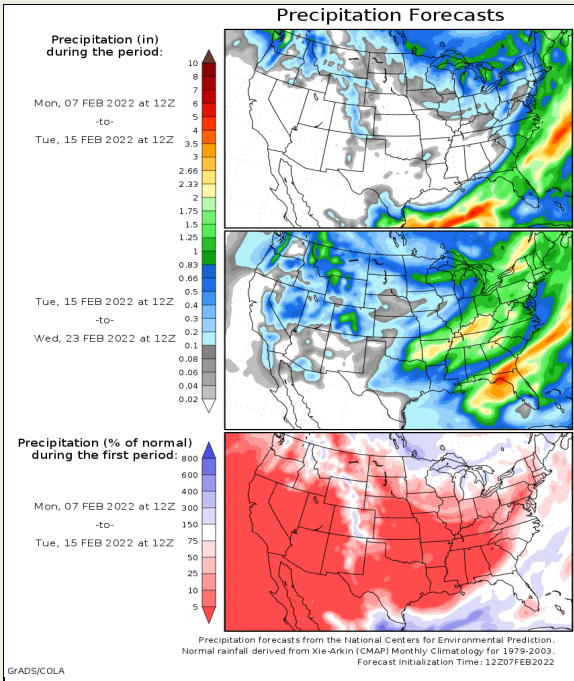 Precipitation Forecasts
Precipitation (in)
during the period:
Mon, 07 FEB 2022 at 12Z
-to-
Tue, 15 FEB 2022 at 12Z
10
8
7
6
5
4
3.5
3
2.66
2.33
2
1.75
1.5
1.25
1
0.83
0.66
0.5
0.4
0.3
0.2
0.1
0.08
0.06
0.04
0.02
Tue, 15 FEB 2022 at 12Z
-to-
Wed, 23 FEB 2022 at 12Z
Precipitation (% of normal)
during the first period:
Mon, 07 FEB 2022 at 12Z
-to-
Tue, 15 FEB 2022 at 12Z
800
600
400
300
150
75
50
25
10
5
Precipitation forecasts from the National Centers for Environmental Prediction.
Normal rainfall derived from Xie-Arkin (CMAP) Monthly Climatology for 1979-2003.
Forecast Initialization Time: 12Z07FEB2022
GrADS/COLA